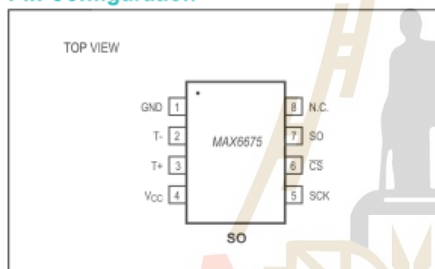 Pin Configuration
TOP VIEW
GND 1
T- 2
T+ 3
VCC 4
MAX6675
8 N.C.
7 SO
6 CS
5 SCK
SO